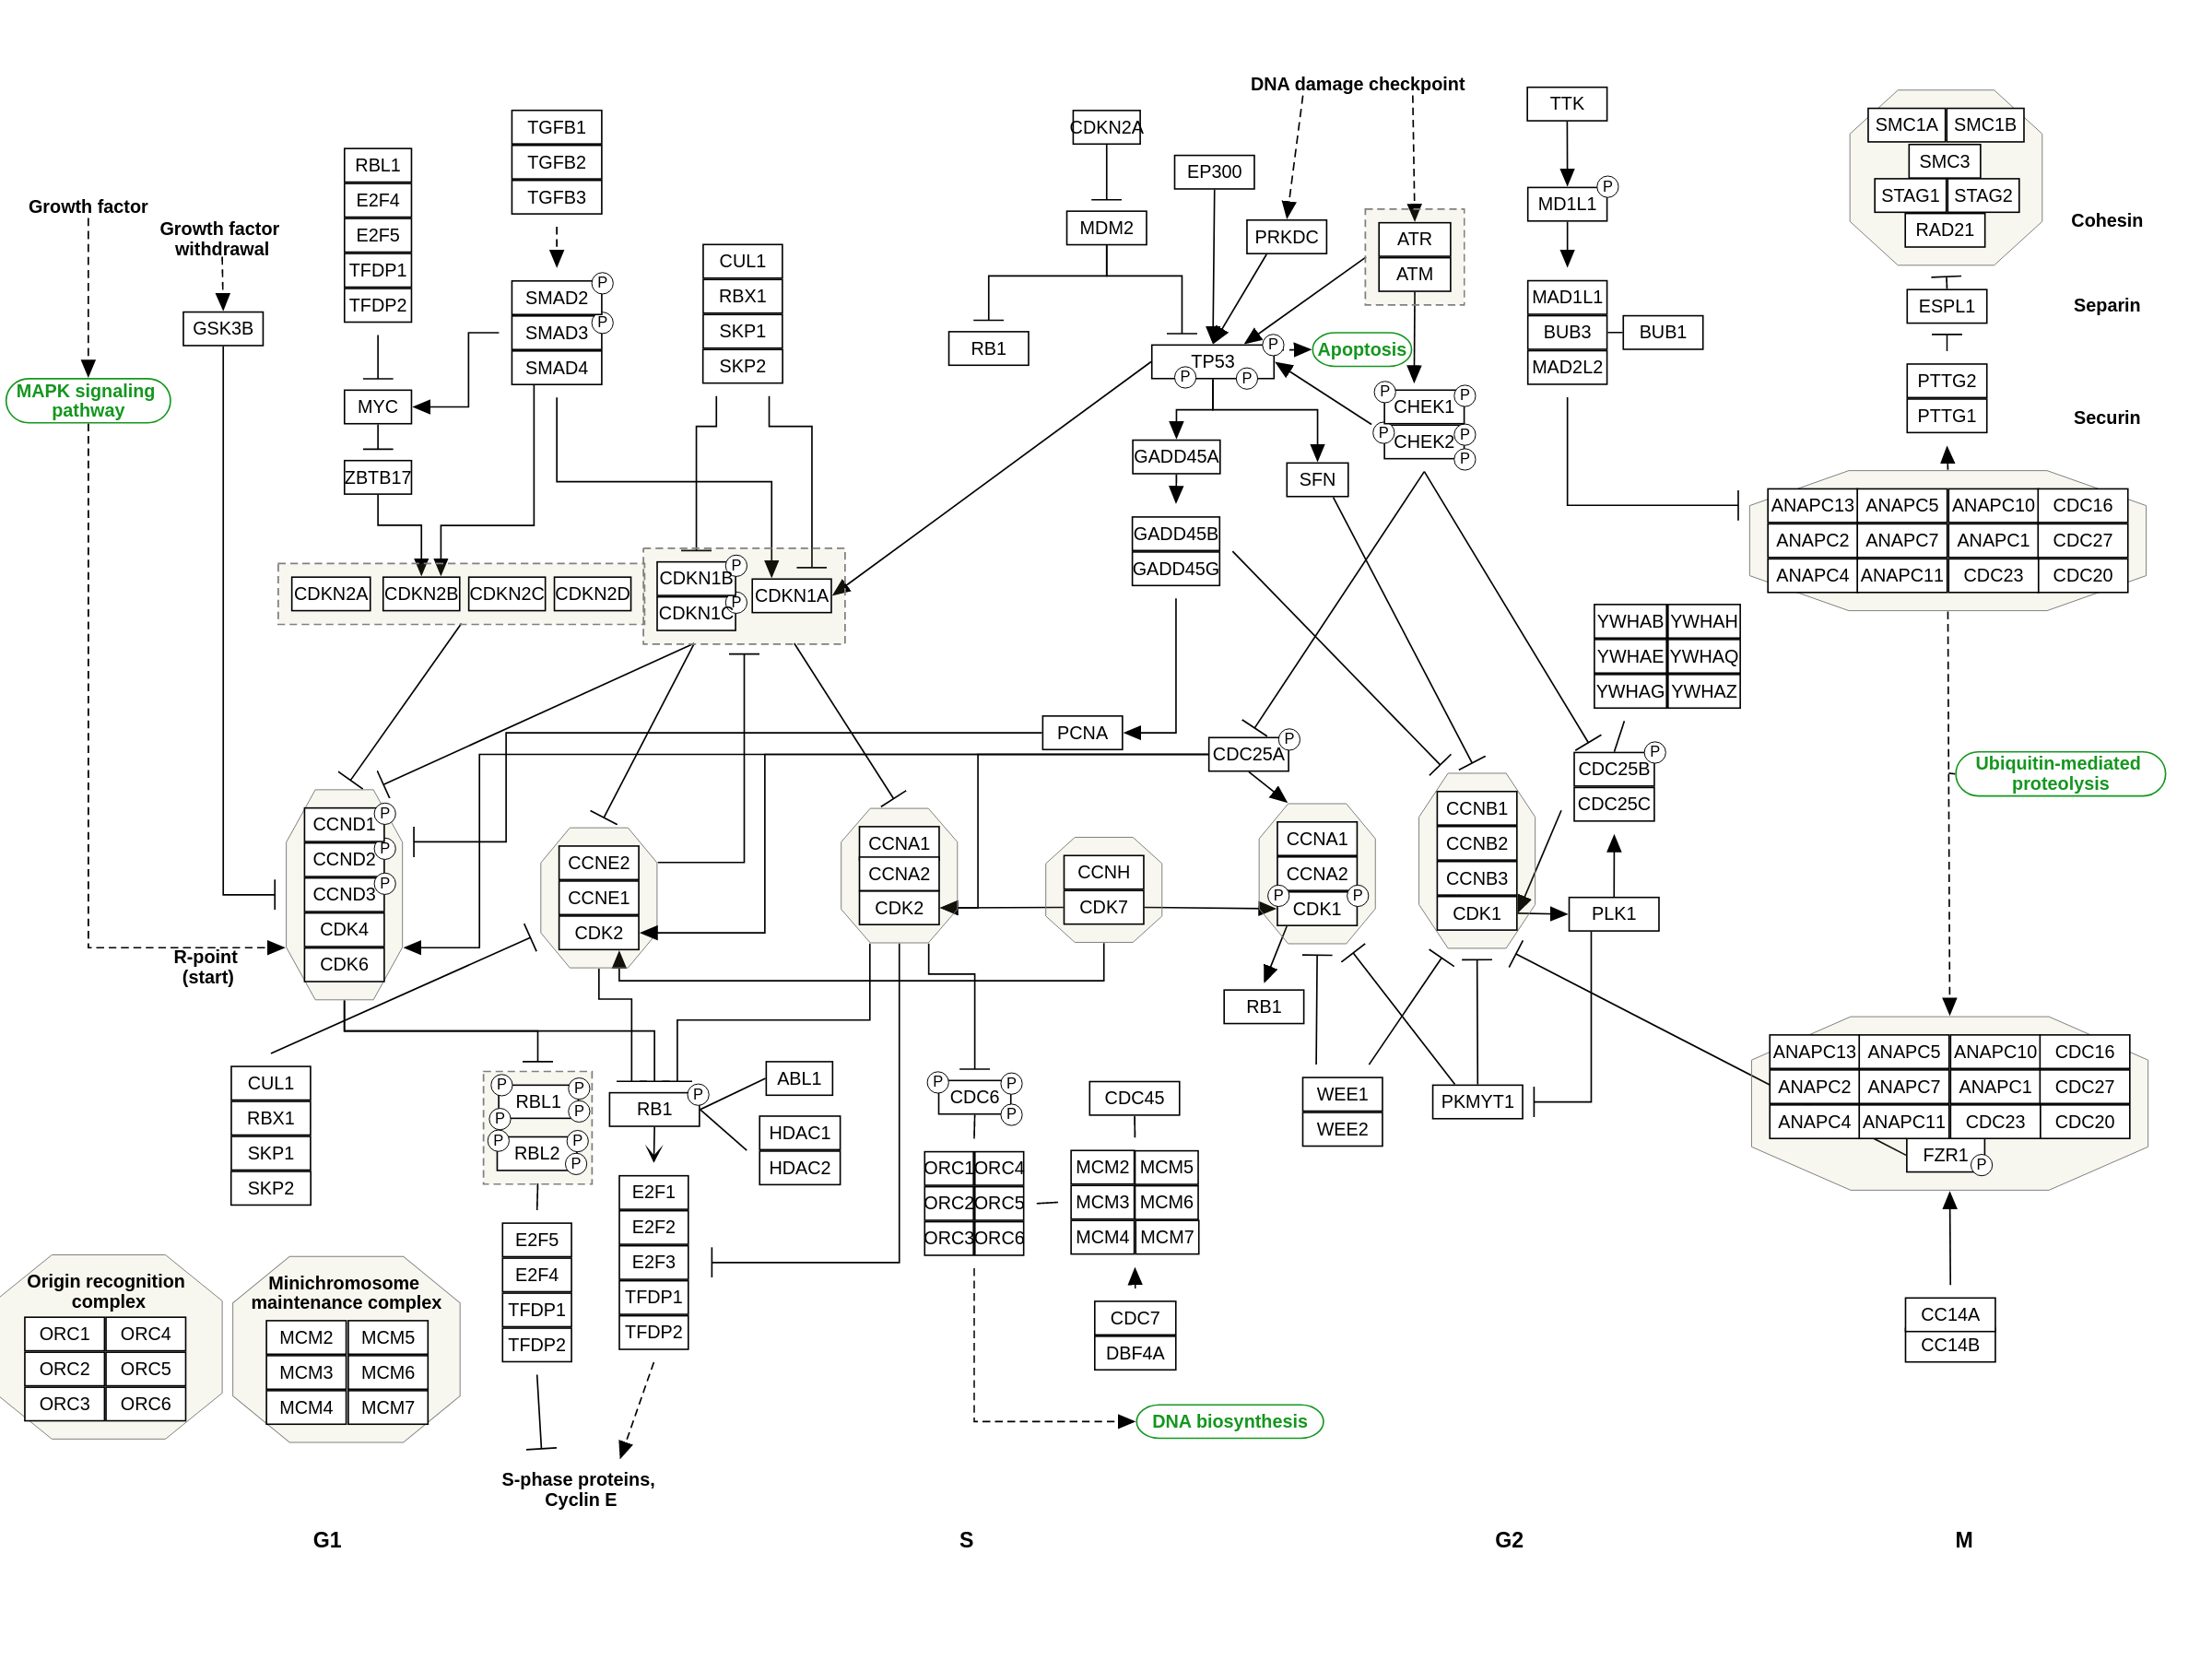 DNA damage checkpoint
TTK
SMC1A SMC1B
SMC3
STAG1 STAG2
RAD21
Cohesin
TGFB1
TGFB2
TGFB3
CDKN2A
EP300
RBL1
E2F4
E2F5
TFDP1
TFDP2
MD1L1 P
Growth factor
Growth factor
withdrawal
MDM2
PRKDC
ATR
ATM
CUL1
RBX1
SKP1
SKP2
SMAD2 P
SMAD3 P
SMAD4
MAD1L1
BUB3
MAD2L2
BUB1
ESPL1
Separin
GSK3B
RB1
TP53 P
P P
Apoptosis
MAPK signaling
pathway
PTTG2
PTTG1
Securin
MYC
P CHEK1 P
P CHEK2 P
P
GADD45A
SFN
ZBTB17
ANAPC13 ANAPC5 ANAPC10 CDC16
ANAPC2 ANAPC7 ANAPC1 CDC27
ANAPC4 ANAPC11 CDC23 CDC20
GADD45B
GADD45G
CDKN2A CDKN2B CDKN2C CDKN2D
CDKN1B P
CDKN1C P
CDKN1A
YWHAB YWHAH
YWHAE YWHAQ
YWHAG YWHAZ
PCNA
CDC25A P
CDC25B P
CDC25C
Ubiquitin-mediated
proteolysis
CCND1 P
CCND2 P
CCND3 P
CDK4
CDK6
CCNE2
CCNE1
CDK2
CCNA1
CCNA2
CDK2
CCNH
CDK7
CCNA1
CCNA2
P CDK1 P
CCNB1
CCNB2
CCNB3
CDK1
PLK1
R-point
(start)
RB1
CUL1
RBX1
SKP1
SKP2
P RBL1 P
P P
P RBL2 P
P
RB1 P
ABL1
HDAC1
HDAC2
P CDC6 P
P
CDC45
WEE1
WEE2
PKMYT1
ANAPC13 ANAPC5 ANAPC10 CDC16
ANAPC2 ANAPC7 ANAPC1 CDC27
ANAPC4 ANAPC11 CDC23 CDC20
FZR1 P
ORC1 ORC4
ORC2 ORC5
ORC3 ORC6
MCM2 MCM5
MCM3 MCM6
MCM4 MCM7
E2F1
E2F2
E2F3
TFDP1
TFDP2
E2F5
E2F4
TFDP1
TFDP2
Origin recognition
complex
ORC1 ORC4
ORC2 ORC5
ORC3 ORC6
Minichromosome
maintenance complex
MCM2 MCM5
MCM3 MCM6
MCM4 MCM7
CDC7
DBF4A
CC14A
CC14B
DNA biosynthesis
S-phase proteins,
Cyclin E
G1 S G2 M